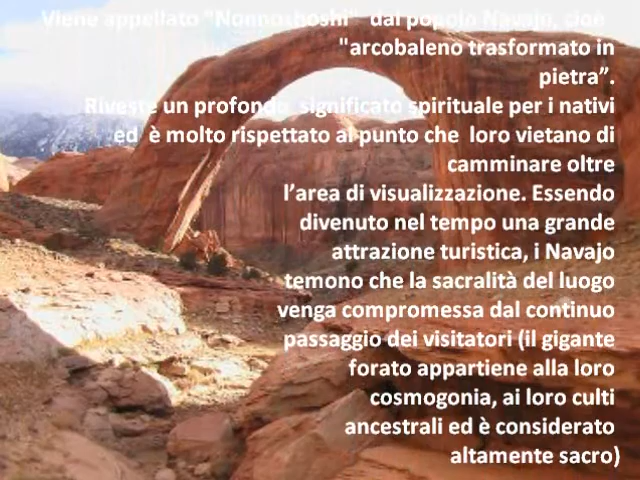 Viene appellato "Nonnoshoshi"  dal popolo Navajo, cioè
"arcobaleno trasformato in
pietra”.
Riveste un profondo  significato spirituale per i nativi
ed  è molto rispettato al punto che  loro vietano di
camminare oltre
l’area di visualizzazione. Essendo
divenuto nel tempo una grande
attrazione turistica, i Navajo
temono che la sacralità del luogo
venga compromessa dal continuo
passaggio dei visitatori (il gigante
forato appartiene alla loro
cosmogonia, ai loro culti
ancestrali ed è considerato
altamente sacro)